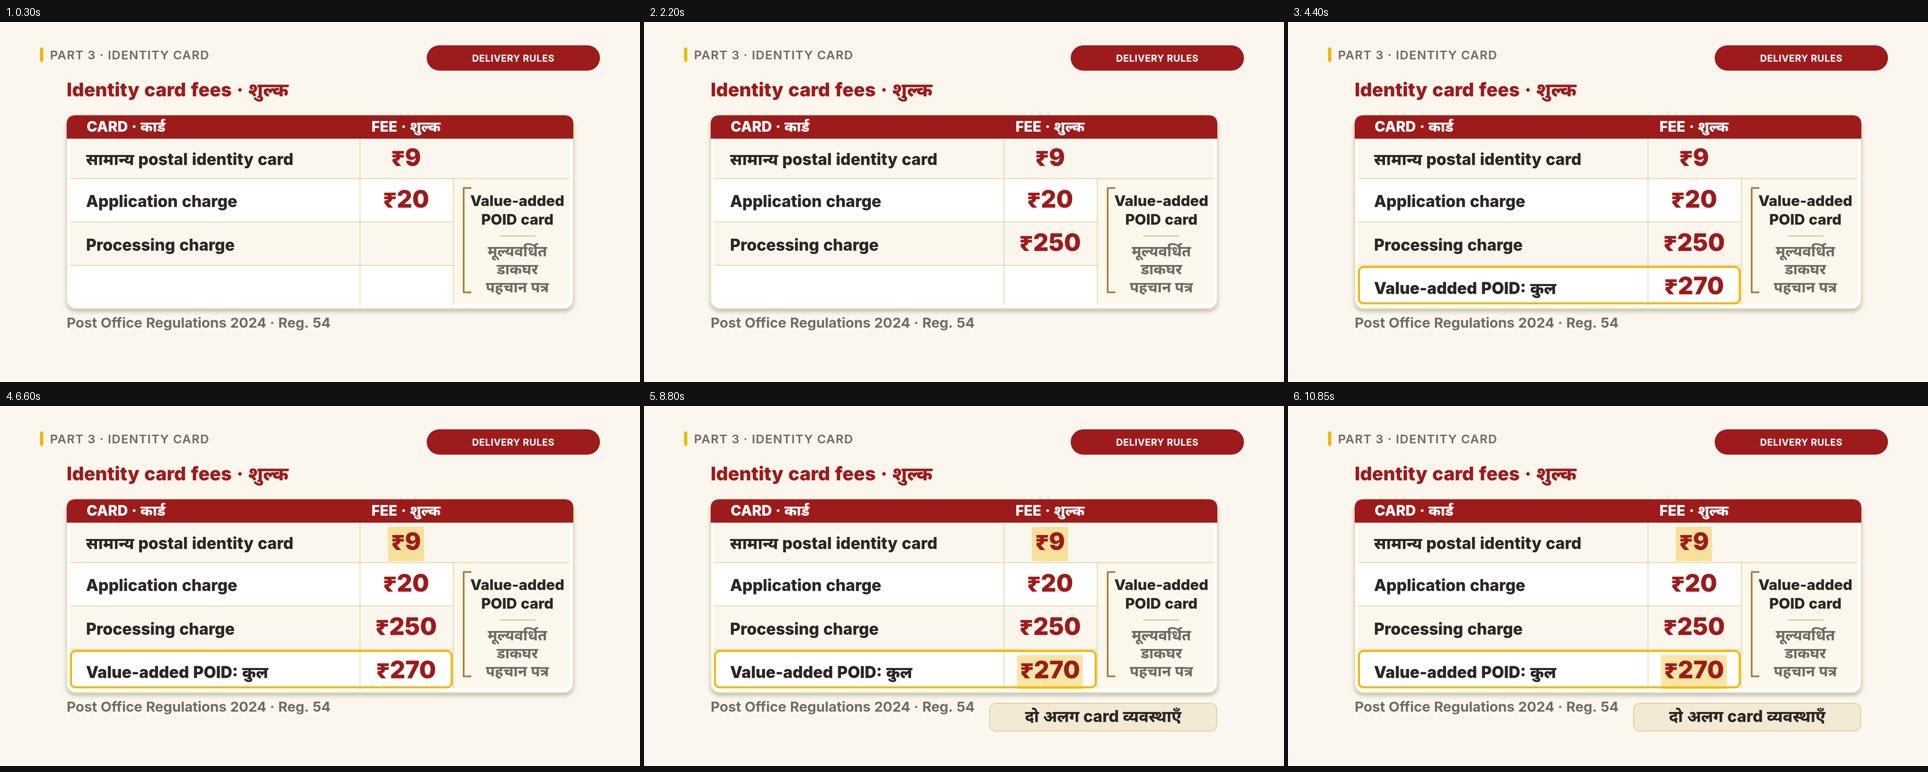 1. 0.30s
PART 3 · IDENTITY CARD
DELIVERY RULES
Identity card fees · शुल्क
CARD · कार्ड FEE · शुल्क
सामान्य postal identity card ₹9
Application charge ₹20
Processing charge
Value-added
POID card
मूल्यवर्धित
डाकघर
पहचान पत्र
Post Office Regulations 2024 · Reg. 54
2. 2.20s
PART 3 · IDENTITY CARD
DELIVERY RULES
Identity card fees · शुल्क
CARD · कार्ड FEE · शुल्क
सामान्य postal identity card ₹9
Application charge ₹20
Processing charge ₹250
Value-added
POID card
मूल्यवर्धित
डाकघर
पहचान पत्र
Post Office Regulations 2024 · Reg. 54
3. 4.40s
PART 3 · IDENTITY CARD
DELIVERY RULES
Identity card fees · शुल्क
CARD · कार्ड FEE · शुल्क
सामान्य postal identity card ₹9
Application charge ₹20
Processing charge ₹250
Value-added POID: कुल ₹270
Value-added
POID card
मूल्यवर्धित
डाकघर
पहचान पत्र
Post Office Regulations 2024 · Reg. 54
4. 6.60s
PART 3 · IDENTITY CARD
DELIVERY RULES
Identity card fees · शुल्क
CARD · कार्ड FEE · शुल्क
सामान्य postal identity card ₹9
Application charge ₹20
Processing charge ₹250
Value-added POID: कुल ₹270
Value-added
POID card
मूल्यवर्धित
डाकघर
पहचान पत्र
Post Office Regulations 2024 · Reg. 54
5. 8.80s
PART 3 · IDENTITY CARD
DELIVERY RULES
Identity card fees · शुल्क
CARD · कार्ड FEE · शुल्क
सामान्य postal identity card ₹9
Application charge ₹20
Processing charge ₹250
Value-added POID: कुल ₹270
Value-added
POID card
मूल्यवर्धित
डाकघर
पहचान पत्र
Post Office Regulations 2024 · Reg. 54
दो अलग card व्यवस्थाएँ
6. 10.85s
PART 3 · IDENTITY CARD
DELIVERY RULES
Identity card fees · शुल्क
CARD · कार्ड FEE · शुल्क
सामान्य postal identity card ₹9
Application charge ₹20
Processing charge ₹250
Value-added POID: कुल ₹270
Value-added
POID card
मूल्यवर्धित
डाकघर
पहचान पत्र
Post Office Regulations 2024 · Reg. 54
दो अलग card व्यवस्थाएँ